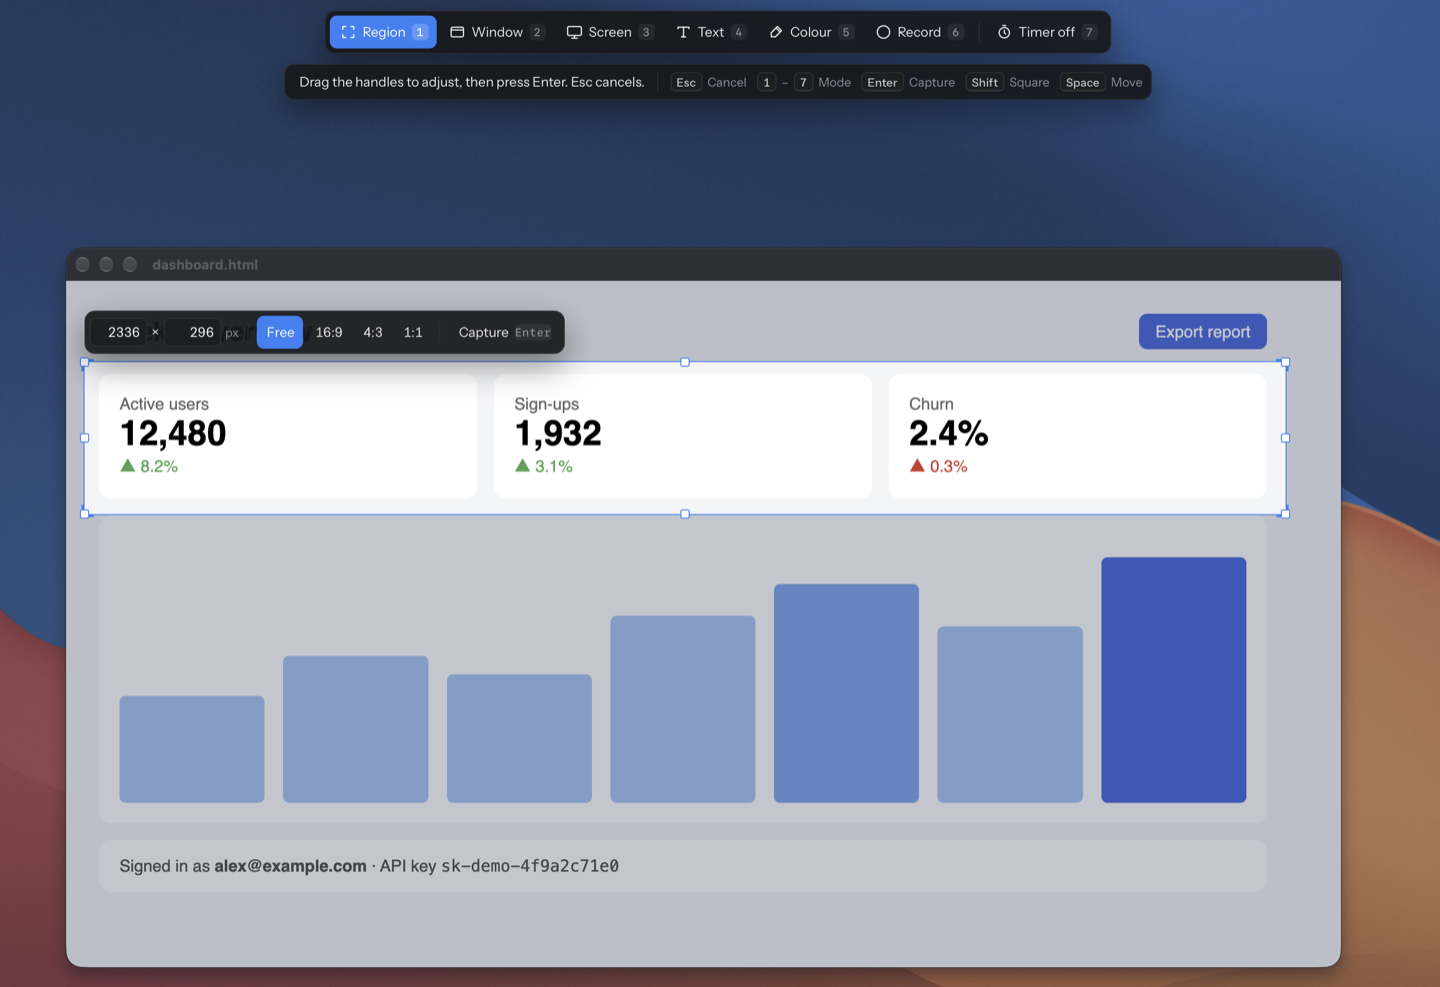 Region 1 Window 2 Screen 3 Text 4 Colour 5 Record 6 Timer off 7
Drag the handles to adjust, then press Enter. Esc cancels. Esc Cancel 1 – 7 Mode Enter Capture Shift Square Space Move
dashboard.html
2336 × 296 px Free 16:9 4:3 1:1 Capture Enter
Export report
Active users
12,480
▲ 8.2%
Sign-ups
1,932
▲ 3.1%
Churn
2.4%
▲ 0.3%
Signed in as alex@example.com · API key sk-demo-4f9a2c71e0